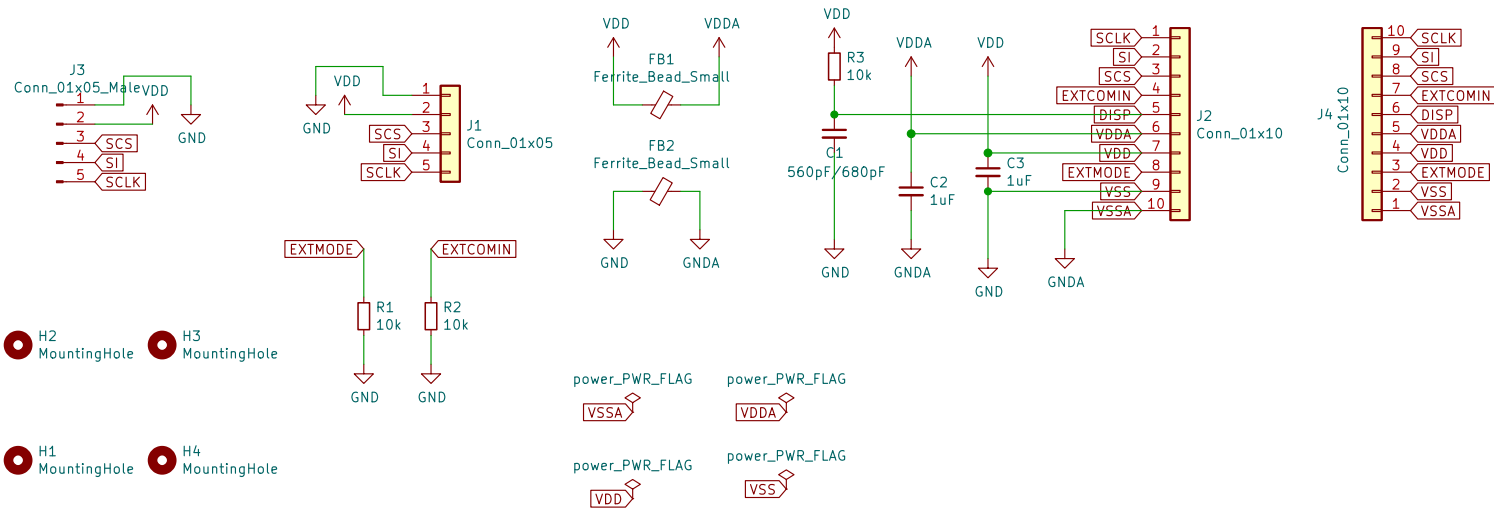 J3
Conn_01x05_Male
1
2
3
4
5
VDD
GND
SCS
SI
SCLK
VDD
GND
SCS
SI
SCLK
1
2
3
4
5
J1
Conn_01x05
EXTMODE
EXTCOMIN
R1
10k
R2
10k
GND
GND
H2
MountingHole
H3
MountingHole
H1
MountingHole
H4
MountingHole
VDD
VDDA
FB1
Ferrite_Bead_Small
FB2
Ferrite_Bead_Small
GND
GNDA
power_PWR_FLAG
VSSA
power_PWR_FLAG
VDDA
power_PWR_FLAG
VDD
power_PWR_FLAG
VSS
VDD
R3
10k
C1
560pF/680pF
GND
VDDA
C2
1uF
GNDA
VDD
C3
1uF
GND
GNDA
SCLK 1
SI 2
SCS 3
EXTCOMIN 4
DISP 5
VDDA 6
VDD 7
EXTMODE 8
VSS 9
VSSA 10
J2
Conn_01x10
J4
Conn_01x10
10 SCLK
9 SI
8 SCS
7 EXTCOMIN
6 DISP
5 VDDA
4 VDD
3 EXTMODE
2 VSS
1 VSSA